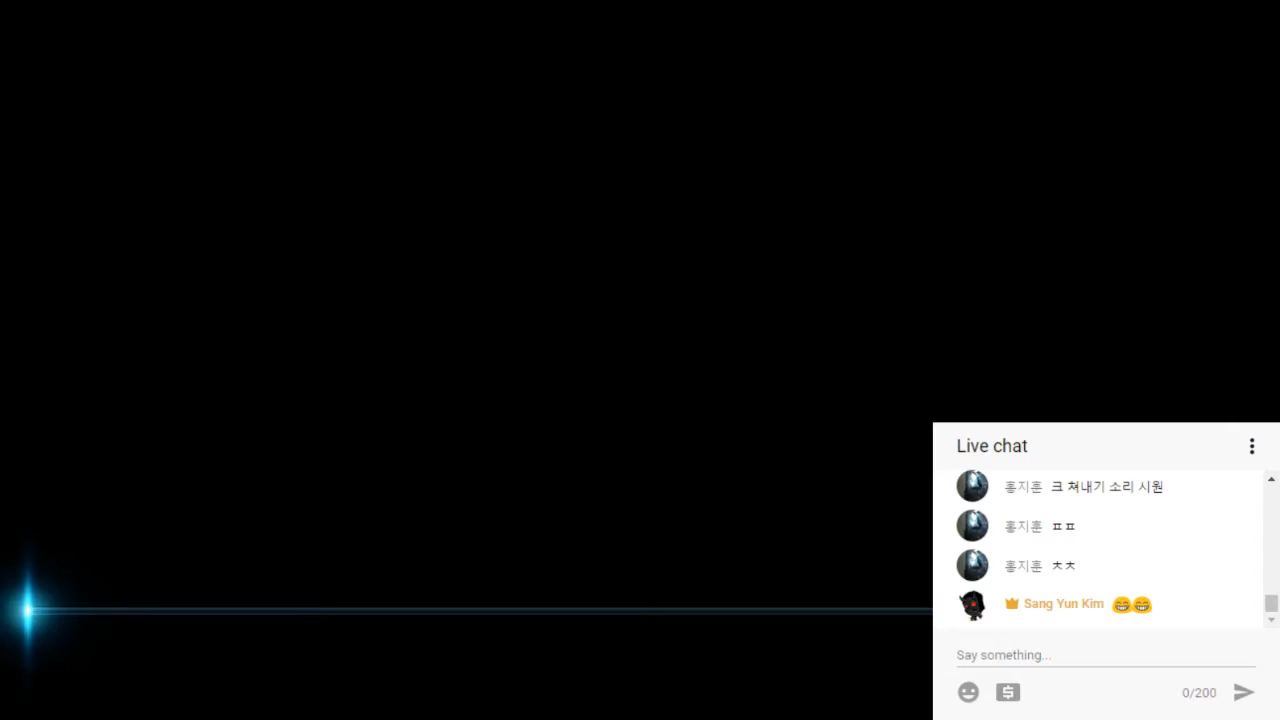 Live chat
홍지훈 크 쳐내기 소리 시원
홍지훈 ㅍㅍ
홍지훈 ㅊㅊ
Sang Yun Kim 😁😁
Say something...
0/200